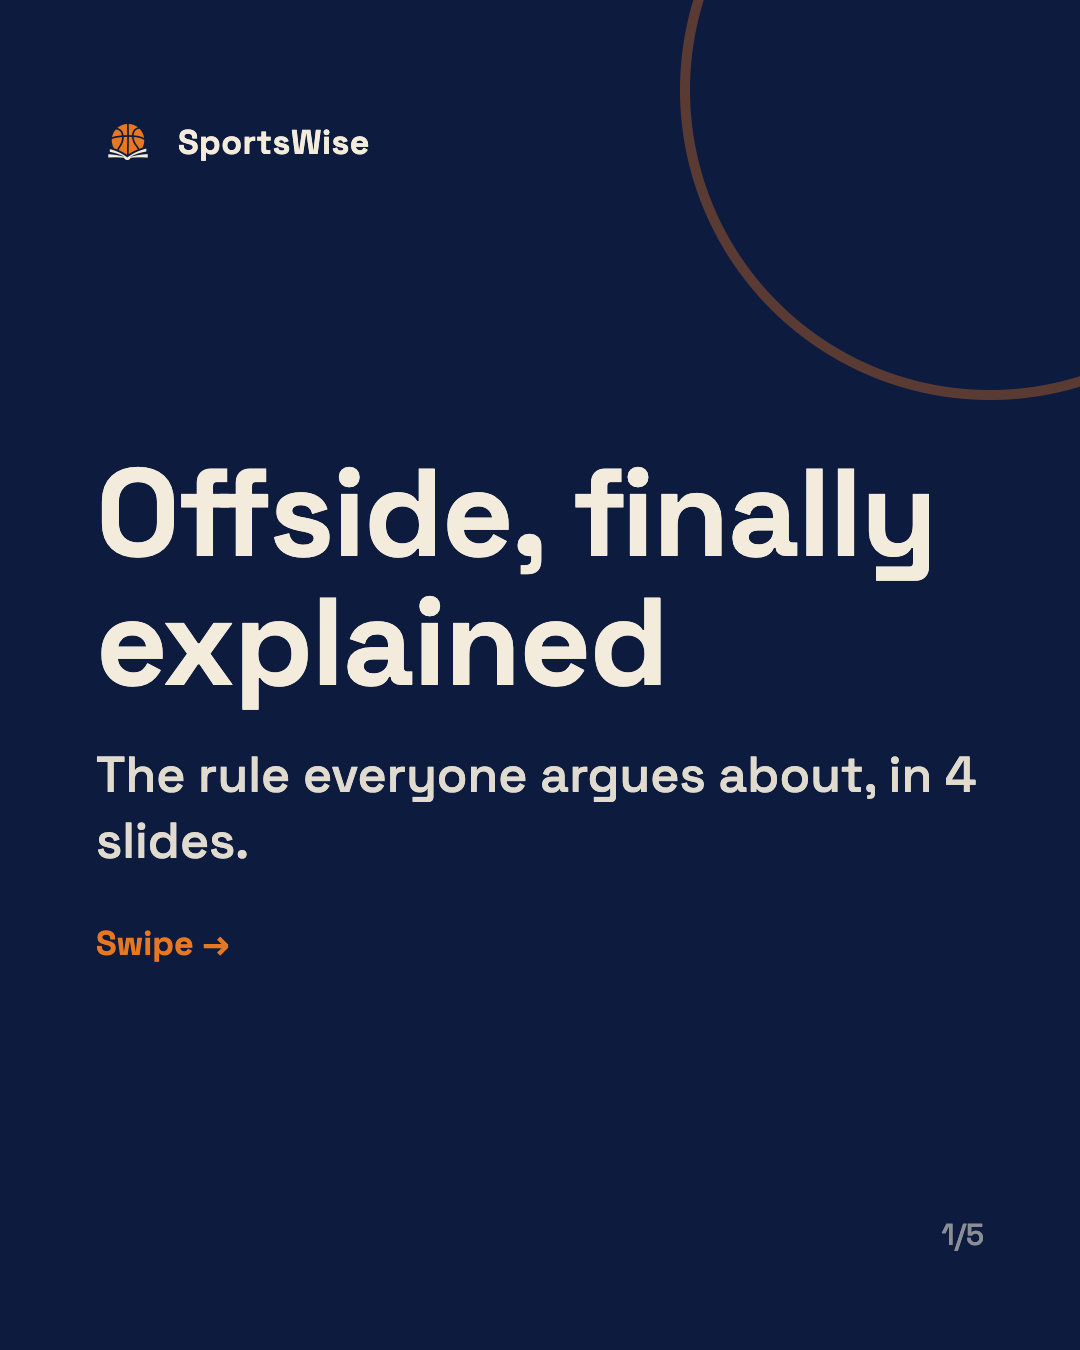 SportsWise
Offside, finally
explained
The rule everyone argues about, in 4
slides.
Swipe →
1/5